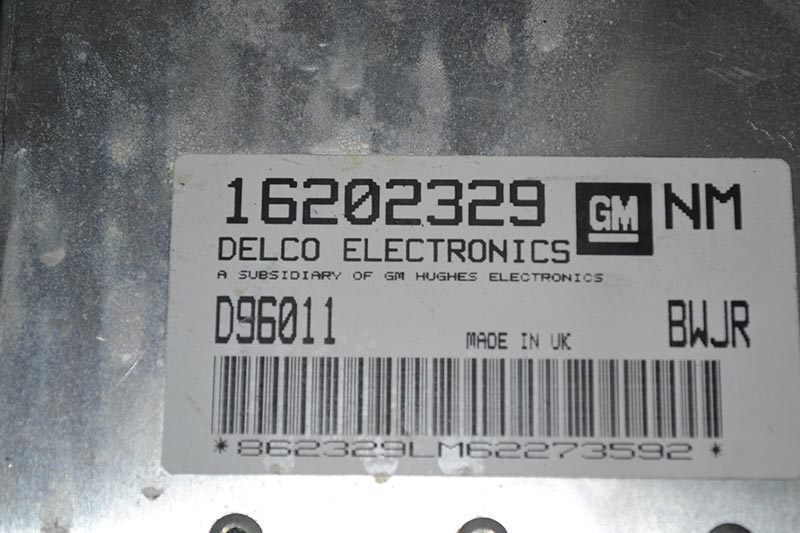 16202329 GM NM
DELCO ELECTRONICS
A SUBSIDIARY OF GM HUGHES ELECTRONICS
D96011 MADE IN UK BWJR
*862329LM62273592*